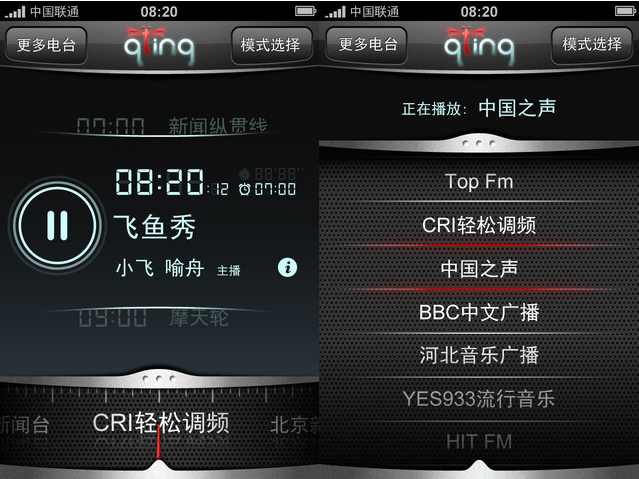 中国联通 08:20
更多电台 qting 模式选择
07:00 新闻纵贯线
08:20:12 88'88" 07:00
飞鱼秀
小飞 喻舟 主播 i
09:00 摩天轮
新闻台 CRI轻松调频 北京新
中国联通 08:20
更多电台 qting 模式选择
正在播放: 中国之声
Top Fm
CRI轻松调频
中国之声
BBC中文广播
河北音乐广播
YES933流行音乐
HIT FM